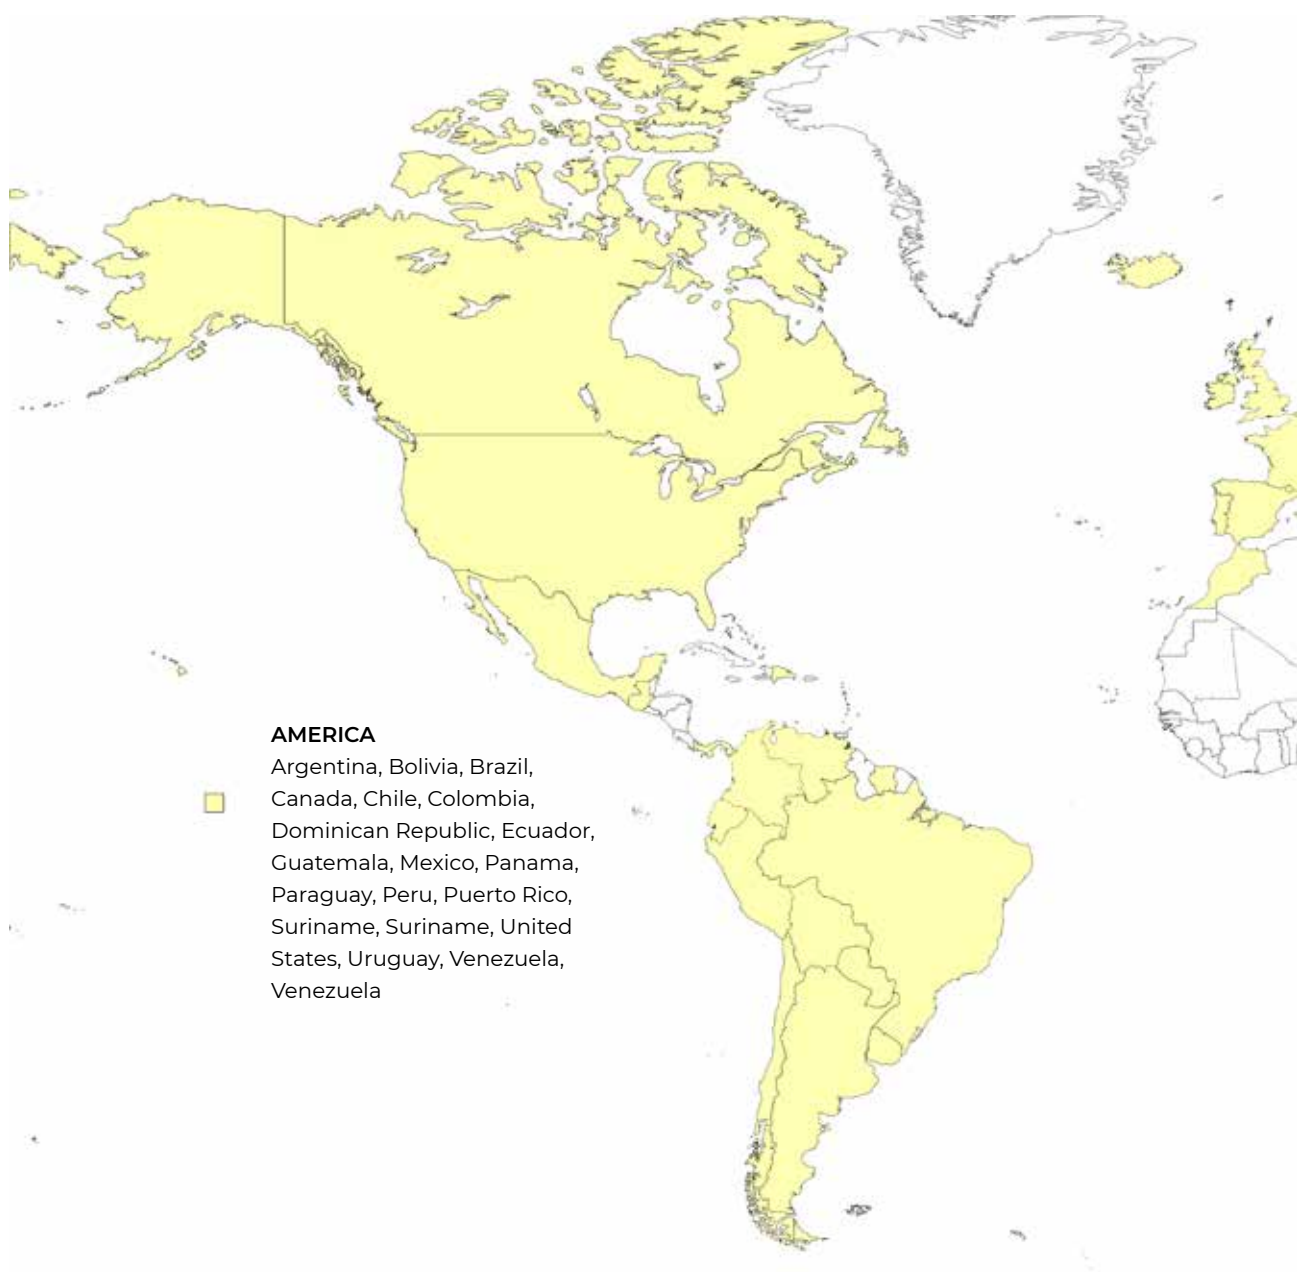 AMERICA
Argentina, Bolivia, Brazil,
Canada, Chile, Colombia,
Dominican Republic, Ecuador,
Guatemala, Mexico, Panama,
Paraguay, Peru, Puerto Rico,
Suriname, Suriname, United
States, Uruguay, Venezuela,
Venezuela